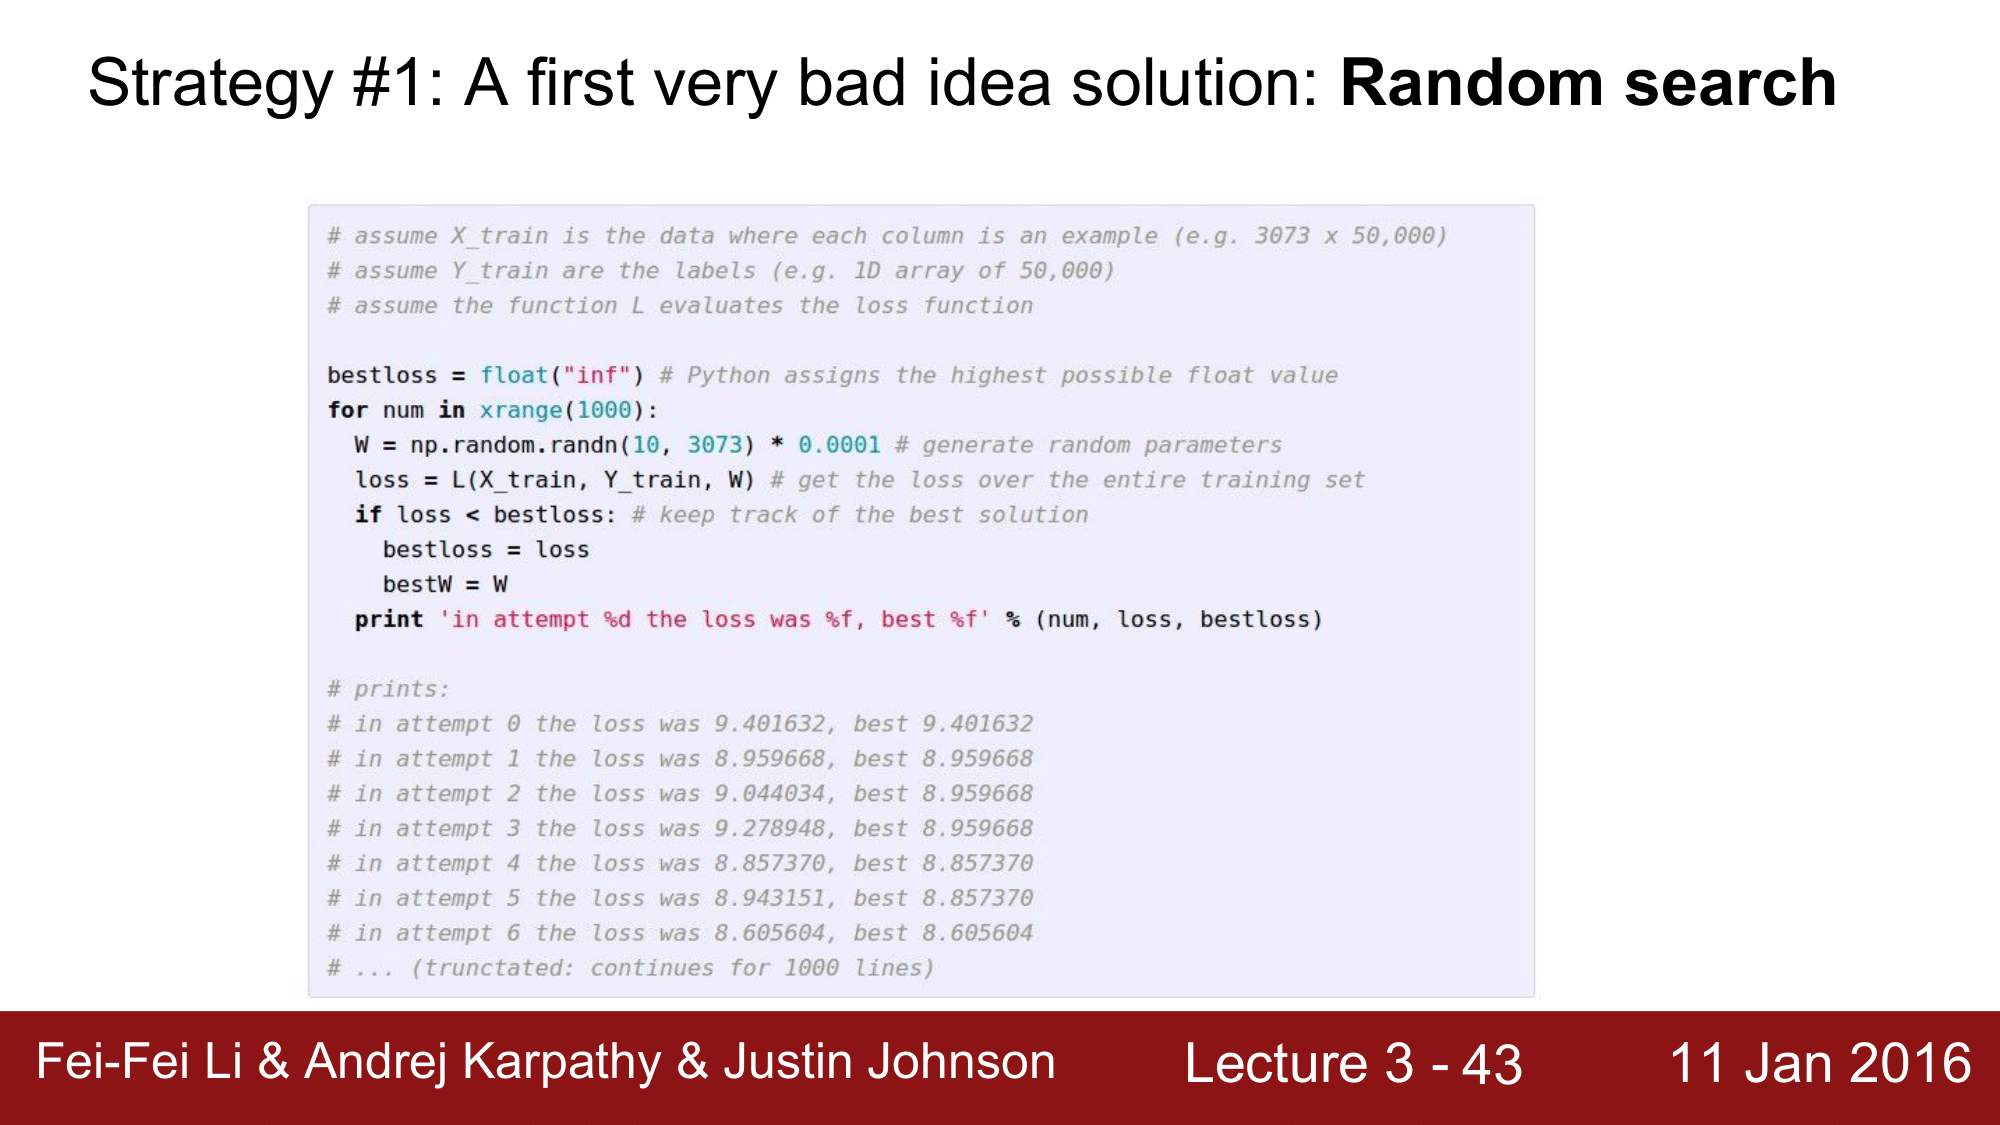 Strategy #1: A first very bad idea solution: Random search
# assume X_train is the data where each column is an example (e.g. 3073 x 50,000)
# assume Y_train are the labels (e.g. 1D array of 50,000)
# assume the function L evaluates the loss function
bestloss = float("inf") # Python assigns the highest possible float value
for num in xrange(1000):
  W = np.random.randn(10, 3073) * 0.0001 # generate random parameters
  loss = L(X_train, Y_train, W) # get the loss over the entire training set
  if loss < bestloss: # keep track of the best solution
    bestloss = loss
    bestW = W
  print 'in attempt %d the loss was %f, best %f' % (num, loss, bestloss)
# prints:
# in attempt 0 the loss was 9.401632, best 9.401632
# in attempt 1 the loss was 8.959668, best 8.959668
# in attempt 2 the loss was 9.044034, best 8.959668
# in attempt 3 the loss was 9.278948, best 8.959668
# in attempt 4 the loss was 8.857370, best 8.857370
# in attempt 5 the loss was 8.943151, best 8.857370
# in attempt 6 the loss was 8.605604, best 8.605604
# ... (trunctated: continues for 1000 lines)
Fei-Fei Li & Andrej Karpathy & Justin Johnson Lecture 3 - 43 11 Jan 2016